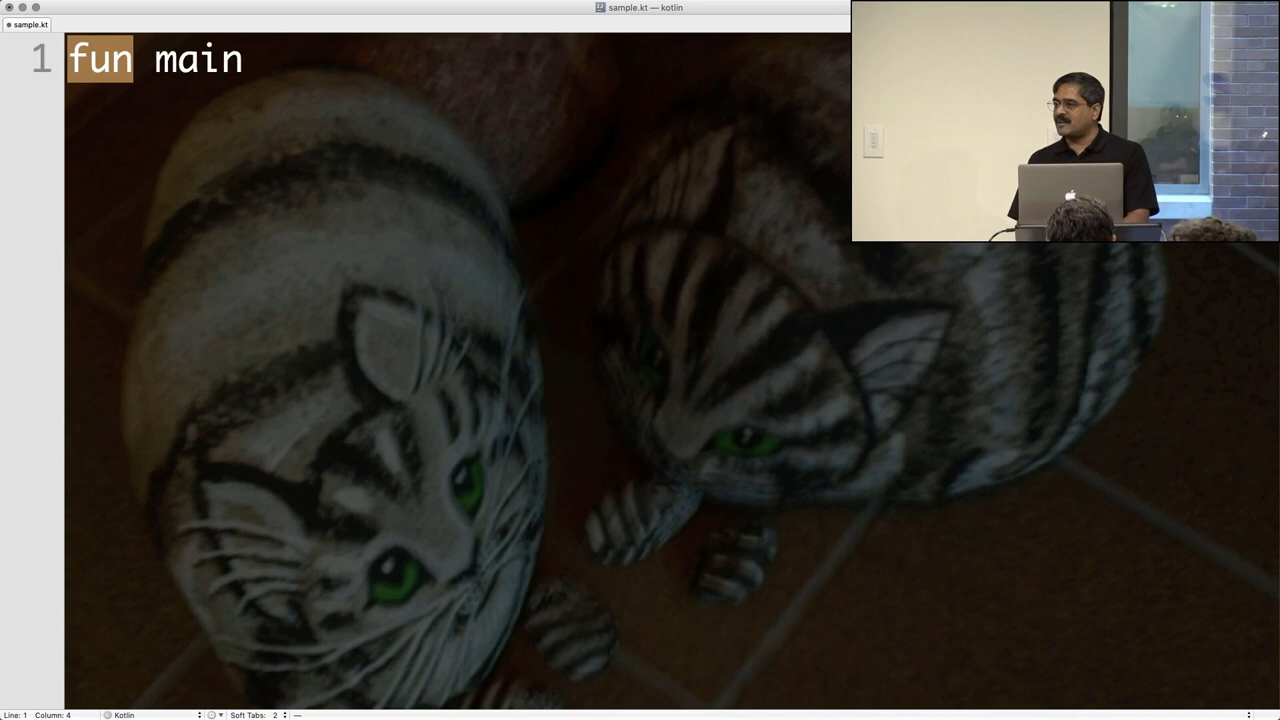 sample.kt — kotlin
sample.kt
1 fun main
Line: 1 Column: 4 Kotlin Soft Tabs: 2 —